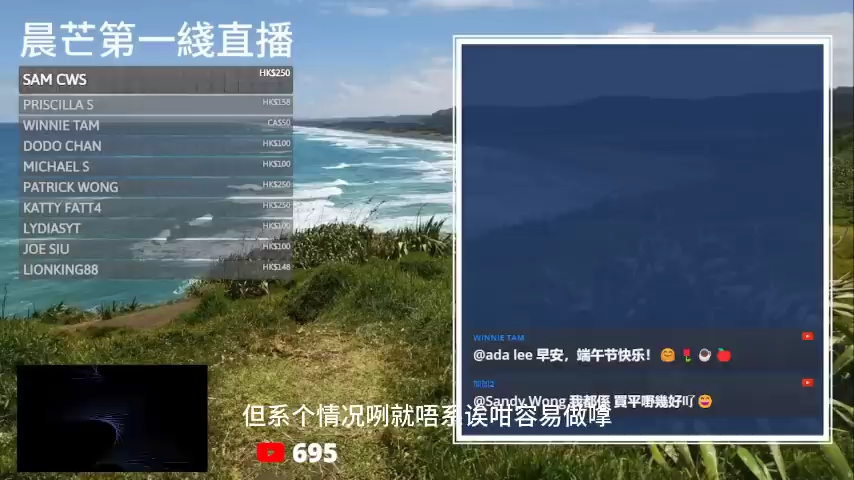 晨芒第一綫直播
SAM CWS HK$250
PRISCILLA S HK$158
WINNIE TAM CA$50
DODO CHAN HK$100
MICHAEL S HK$100
PATRICK WONG HK$250
KATTY FATT4 HK$250
LYDIASYT HK$100
JOE SIU HK$100
LIONKING88 HK$148
WINNIE TAM
@ada lee 早安，端午节快乐！
@Sandy Wong 我都係 買平嘢幾好吖
但系个情况咧就唔系诶咁容易做嗱
695